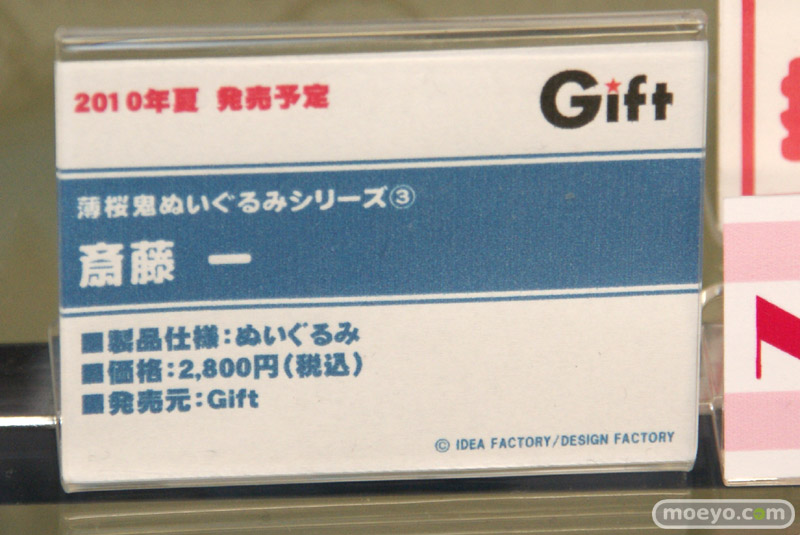 2010年夏 発売予定
Gift
薄桜鬼ぬいぐるみシリーズ③
斎藤 一
■製品仕様：ぬいぐるみ
■価格：2,800円（税込）
■発売元：Gift
© IDEA FACTORY/DESIGN FACTORY
moeyo.com